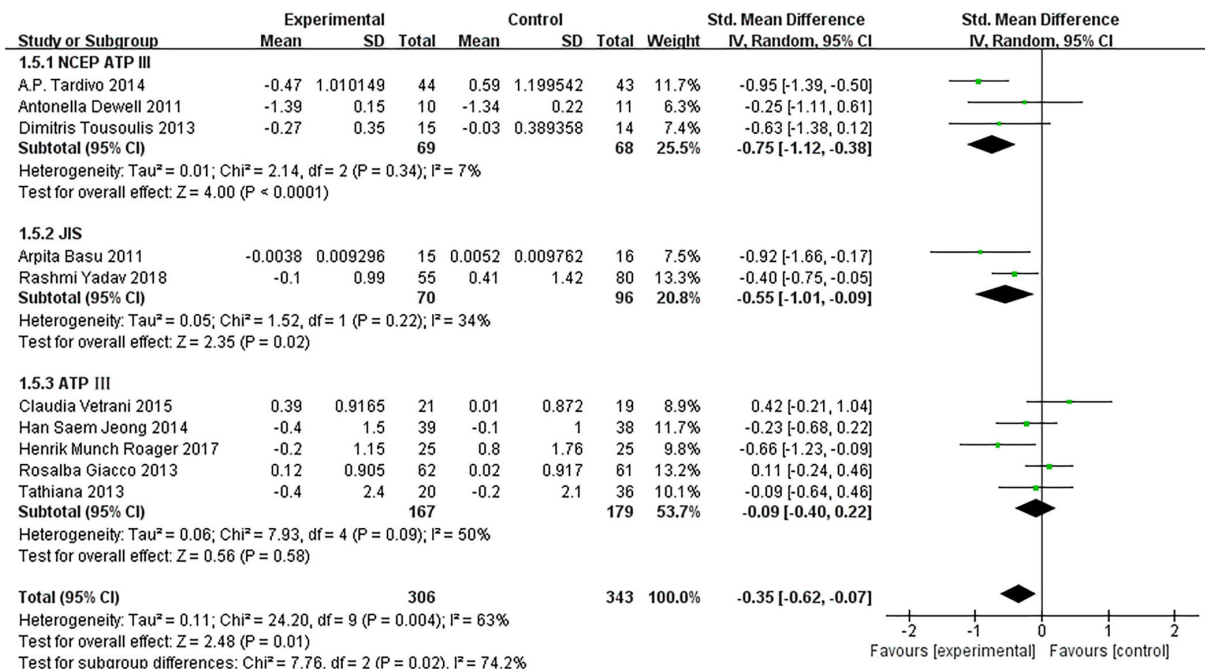 Experimental Control Std. Mean Difference Std. Mean Difference
Study or Subgroup Mean SD Total Mean SD Total Weight IV, Random, 95% CI IV, Random, 95% CI
1.5.1 NCEP ATP III
A.P. Tardivo 2014 -0.47 1.010149 44 0.59 1.199542 43 11.7% -0.95 [-1.39, -0.50]
Antonella Dewell 2011 -1.39 0.15 10 -1.34 0.22 11 6.3% -0.25 [-1.11, 0.61]
Dimitris Tousoulis 2013 -0.27 0.35 15 -0.03 0.389358 14 7.4% -0.63 [-1.38, 0.12]
Subtotal (95% CI) 69 68 25.5% -0.75 [-1.12, -0.38]
Heterogeneity: Tau² = 0.01; Chi² = 2.14, df = 2 (P = 0.34); I² = 7%
Test for overall effect: Z = 4.00 (P < 0.0001)
1.5.2 JIS
Arpita Basu 2011 -0.0038 0.009296 15 0.0052 0.009762 16 7.5% -0.92 [-1.66, -0.17]
Rashmi Yadav 2018 -0.1 0.99 55 0.41 1.42 80 13.3% -0.40 [-0.75, -0.05]
Subtotal (95% CI) 70 96 20.8% -0.55 [-1.01, -0.09]
Heterogeneity: Tau² = 0.05; Chi² = 1.52, df = 1 (P = 0.22); I² = 34%
Test for overall effect: Z = 2.35 (P = 0.02)
1.5.3 ATP III
Claudia Vetrani 2015 0.39 0.9165 21 0.01 0.872 19 8.9% 0.42 [-0.21, 1.04]
Han Saem Jeong 2014 -0.4 1.5 39 -0.1 1 38 11.7% -0.23 [-0.68, 0.22]
Henrik Munch Roager 2017 -0.2 1.15 25 0.8 1.76 25 9.8% -0.66 [-1.23, -0.09]
Rosalba Giacco 2013 0.12 0.905 62 0.02 0.917 61 13.2% 0.11 [-0.24, 0.46]
Tathiana 2013 -0.4 2.4 20 -0.2 2.1 36 10.1% -0.09 [-0.64, 0.46]
Subtotal (95% CI) 167 179 53.7% -0.09 [-0.40, 0.22]
Heterogeneity: Tau² = 0.06; Chi² = 7.93, df = 4 (P = 0.09); I² = 50%
Test for overall effect: Z = 0.56 (P = 0.58)
Total (95% CI) 306 343 100.0% -0.35 [-0.62, -0.07]
Heterogeneity: Tau² = 0.11; Chi² = 24.20, df = 9 (P = 0.004); I² = 63%
Test for overall effect: Z = 2.48 (P = 0.01)
Test for subgroup differences: Chi² = 7.76, df = 2 (P = 0.02), I² = 74.2%
-2 -1 0 1 2
Favours [experimental] Favours [control]